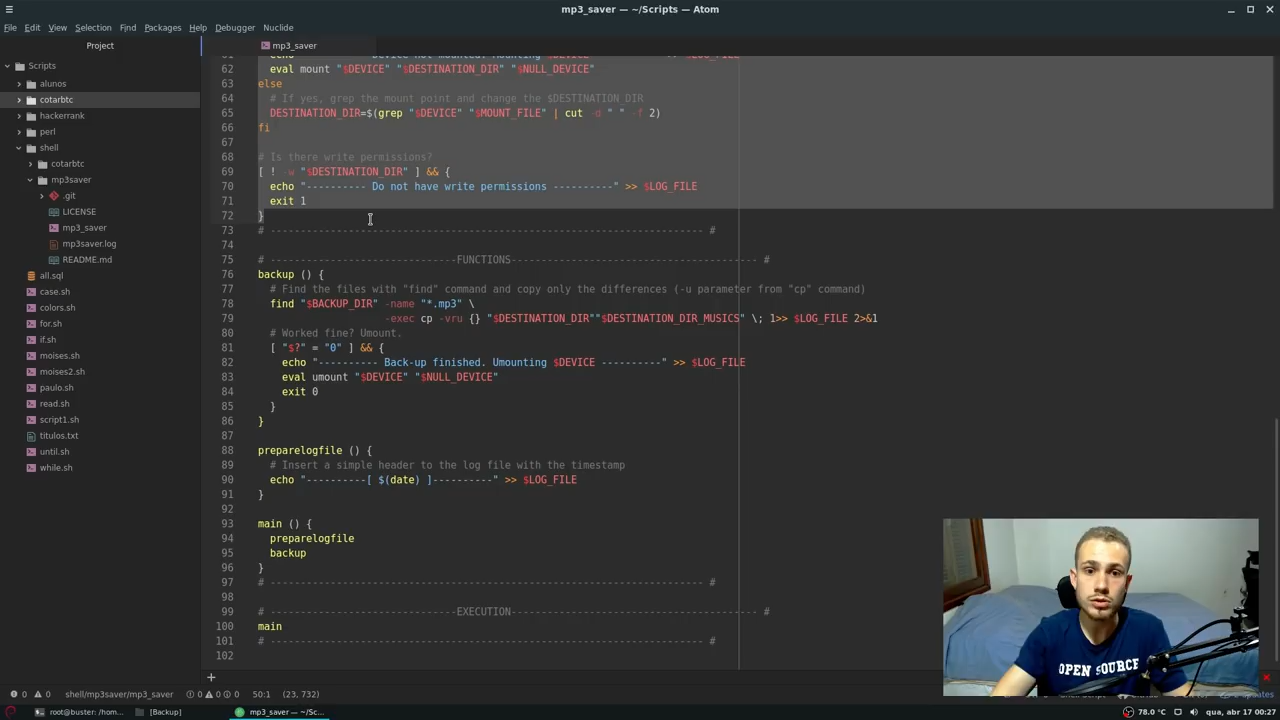 mp3_saver — ~/Scripts — Atom
File Edit View Selection Find Packages Help Debugger Nuclide
Project
mp3_saver
Scripts
alunos
cotarbtc
hackerrank
perl
shell
cotarbtc
mp3saver
.git
LICENSE
mp3_saver
mp3saver.log
README.md
all.sql
case.sh
colors.sh
for.sh
if.sh
moises.sh
moises2.sh
paulo.sh
read.sh
script1.sh
titulos.txt
until.sh
while.sh
62 eval mount "$DEVICE" "$DESTINATION_DIR" "$NULL_DEVICE"
63 else
64 # If yes, grep the mount point and change the $DESTINATION_DIR
65 DESTINATION_DIR=$(grep "$DEVICE" "$MOUNT_FILE" | cut -d " " -f 2)
66 fi
67
68 # Is there write permissions?
69 [ ! -w "$DESTINATION_DIR" ] && {
70 echo "---------- Do not have write permissions ----------" >> $LOG_FILE
71 exit 1
72 }
73 # ------------------------------------------------------------------------- #
74
75 # -------------------------------FUNCTIONS----------------------------------------- #
76 backup () {
77 # Find the files with "find" command and copy only the differences (-u parameter from "cp" command)
78 find "$BACKUP_DIR" -name "*.mp3" \
79 -exec cp -vru {} "$DESTINATION_DIR""$DESTINATION_DIR_MUSICS" \; 1>> $LOG_FILE 2>&1
80 # Worked fine? Umount.
81 [ "$?" = "0" ] && {
82 echo "---------- Back-up finished. Umounting $DEVICE ----------" >> $LOG_FILE
83 eval umount "$DEVICE" "$NULL_DEVICE"
84 exit 0
85 }
86 }
87
88 preparelogfile () {
89 # Insert a simple header to the log file with the timestamp
90 echo "----------[ $(date) ]----------" >> $LOG_FILE
91 }
92
93 main () {
94 preparelogfile
95 backup
96 }
97 # ------------------------------------------------------------------------- #
98
99 # -------------------------------EXECUTION----------------------------------------- #
100 main
101 # ------------------------------------------------------------------------- #
102
OPEN SOURCE
0 0 shell/mp3saver/mp3_saver 0 0 0 50:1 (23, 732)
root@buster: /hom... [Backup] mp3_saver — ~/Sc... 78.0 °C qua, abr 17 00:27